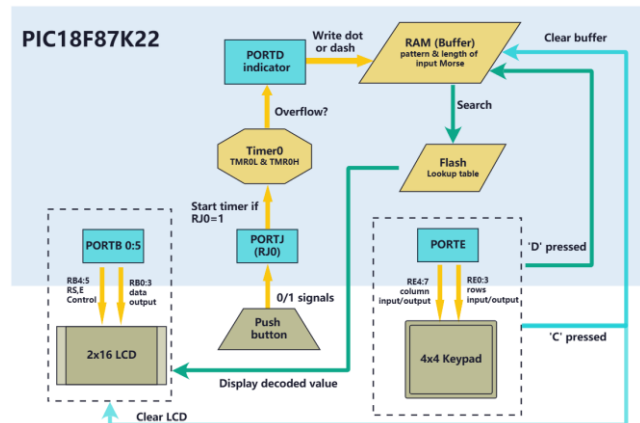 PIC18F87K22
PORTD
indicator
Write dot
or dash
RAM (Buffer)
pattern & length of
input Morse
Clear buffer
Overflow?
Search
Timer0
TMR0L & TMR0H
Flash
Lookup table
Start timer if
RJ0=1
PORTB 0:5
PORTJ
(RJ0)
PORTE
'D' pressed
RB4:5
RS,E
Control
RB0:3
data
output
0/1 signals
RE4:7
column
input/output
RE0:3
rows
input/output
Push
button
2x16 LCD
4x4 Keypad
'C' pressed
Display decoded value
Clear LCD